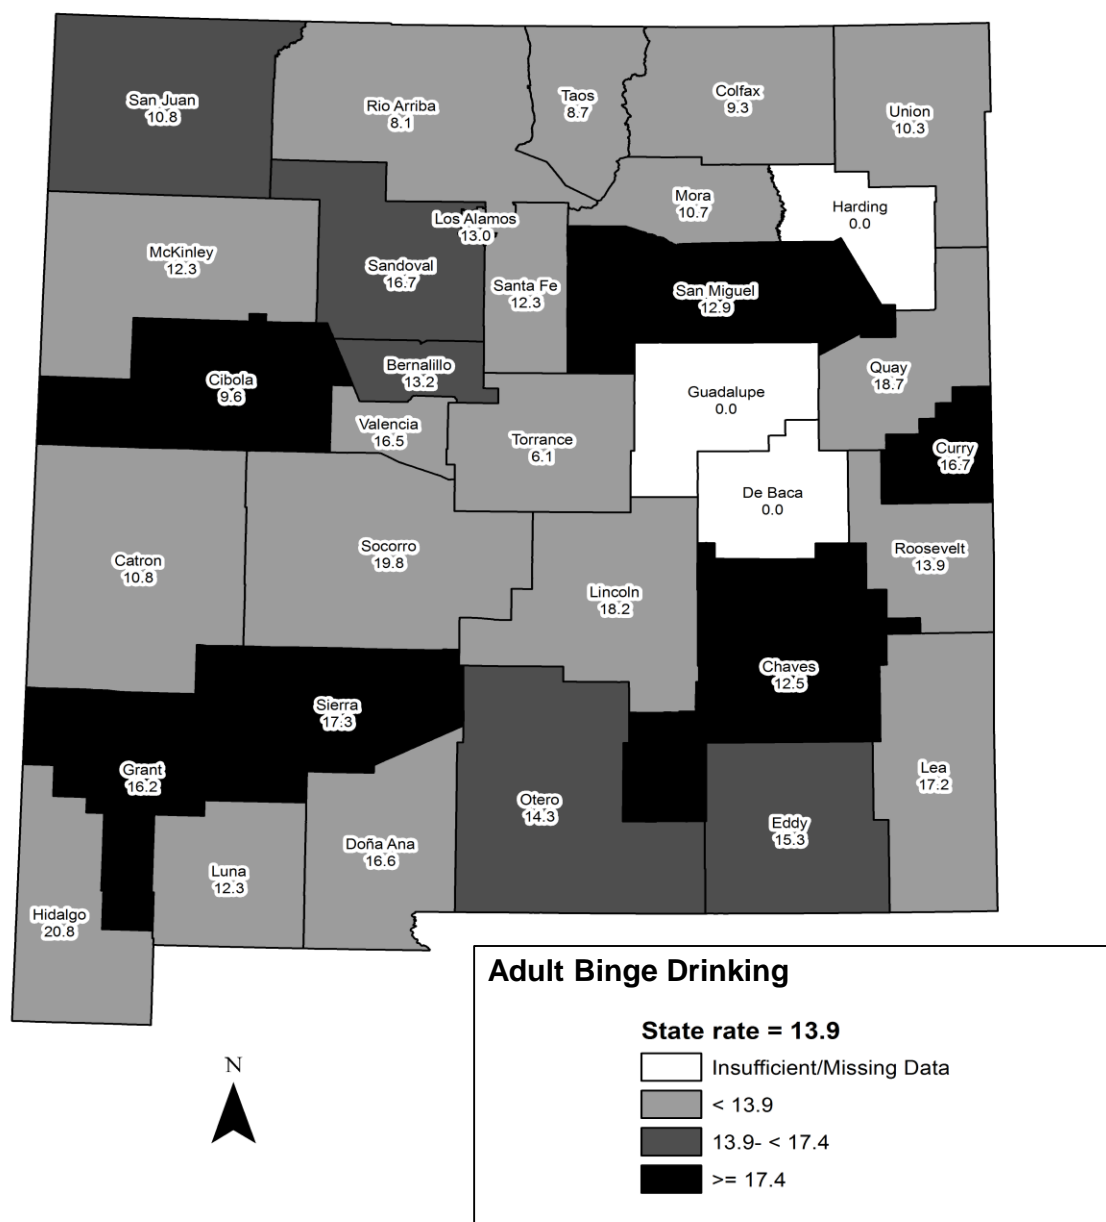 San Juan
10.8
Rio Arriba
8.1
Taos
8.7
Colfax
9.3
Union
10.3
Mora
10.7
Harding
0.0
Los Alamos
13.0
McKinley
12.3
Sandoval
16.7
Santa Fe
12.3
San Miguel
12.9
Cibola
9.6
Bernalillo
13.2
Quay
18.7
Guadalupe
0.0
Valencia
16.5
Torrance
6.1
Curry
16.7
De Baca
0.0
Catron
10.8
Socorro
19.8
Roosevelt
13.9
Lincoln
18.2
Chaves
12.5
Sierra
17.3
Grant
16.2
Otero
14.3
Lea
17.2
Eddy
15.3
Doña Ana
16.6
Luna
12.3
Hidalgo
20.8
N
Adult Binge Drinking
State rate = 13.9
Insufficient/Missing Data
< 13.9
13.9- < 17.4
>= 17.4